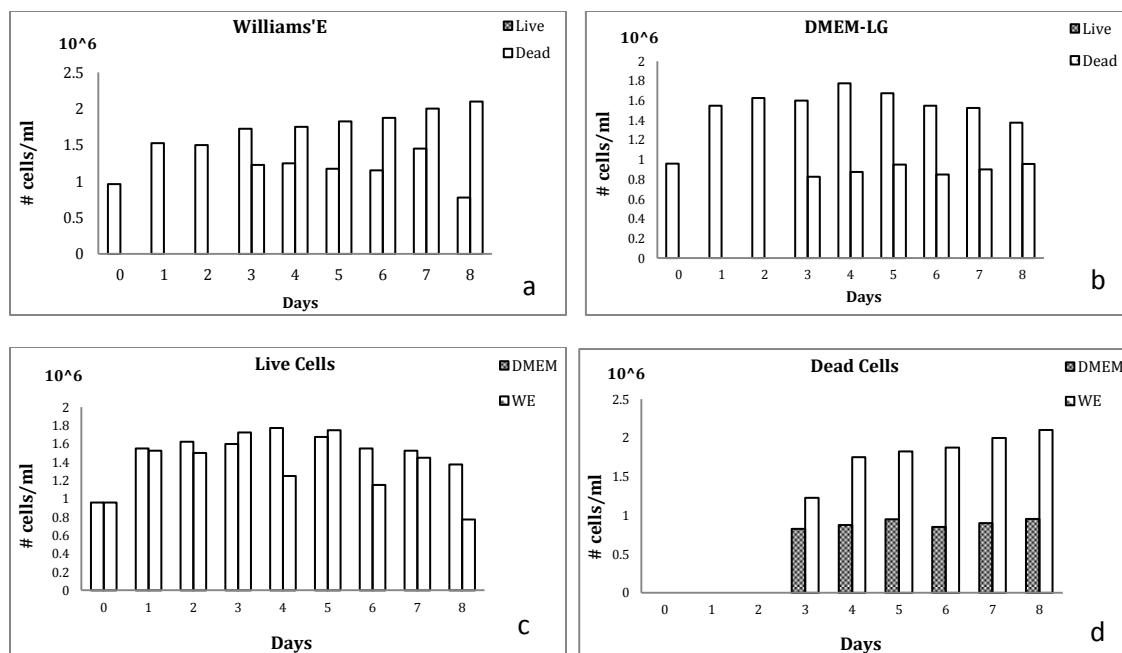 Williams'E
10^6
Live
Dead
# cells/ml
2.5
2
1.5
1
0.5
0
0 1 2 3 4 5 6 7 8
Days
a
DMEM-LG
10^6
Live
Dead
# cells/ml
2
1.8
1.6
1.4
1.2
1
0.8
0.6
0.4
0.2
0
0 1 2 3 4 5 6 7 8
Days
b
Live Cells
10^6
DMEM
WE
# cells/ml
2
1.8
1.6
1.4
1.2
1
0.8
0.6
0.4
0.2
0
0 1 2 3 4 5 6 7 8
Days
c
Dead Cells
10^6
DMEM
WE
# cells/ml
2.5
2
1.5
1
0.5
0
0 1 2 3 4 5 6 7 8
Days
d